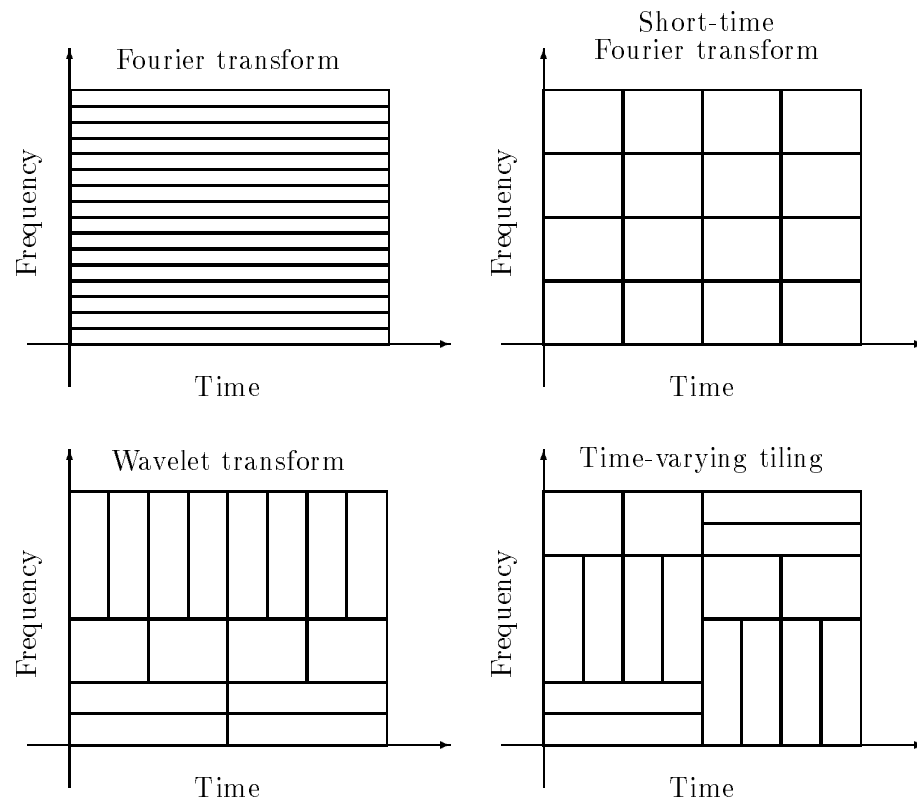 Fourier transform
Frequency
Time
Short-time
Fourier transform
Frequency
Time
Wavelet transform
Frequency
Time
Time-varying tiling
Frequency
Time